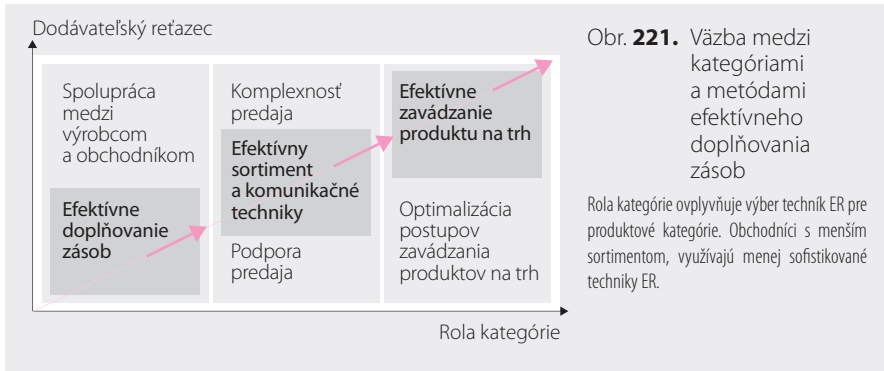 Dodávateľský reťazec
Spolupráca
medzi
výrobcom
a obchodníkom
Efektívne
doplňovanie
zásob
Komplexnosť
predaja
Efektívny
sortiment
a komunikačné
techniky
Podpora
predaja
Efektívne
zavádzanie
produktu na trh
Optimalizácia
postupov
zavádzania
produktov na trh
Rola kategórie
Obr. 221. Väzba medzi
kategóriami
a metódami
efektívneho
doplňovania
zásob
Rola kategórie ovplyvňuje výber techník ER pre
produktové kategórie. Obchodníci s menším
sortimentom, využívajú menej sofistikované
techniky ER.